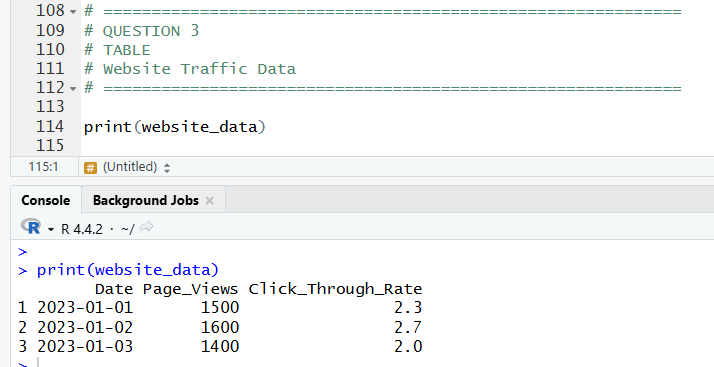 108 # =============================================================
109 # QUESTION 3
110 # TABLE
111 # Website Traffic Data
112 # =============================================================
113
114 print(website_data)
115
115:1 # (Untitled)
Console Background Jobs ×
R R 4.4.2 · ~/
>
> print(website_data)
Date Page_Views Click_Through_Rate
1 2023-01-01 1500 2.3
2 2023-01-02 1600 2.7
3 2023-01-03 1400 2.0
>